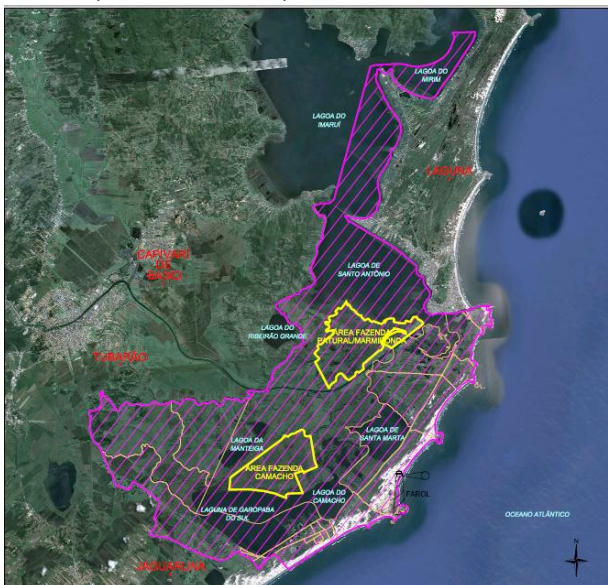 LAGOA DO
MIRIM
LAGOA DO
IMARUÍ
LAGUNA
CAPIVARI
DE
BAIXO
LAGOA DE
SANTO ANTÔNIO
LAGOA DO
RIBEIRÃO GRANDE
ÁREA FAZENDA
PATURAL/MARMIRONDA
TUBARÃO
LAGOA DA
MANTEIGA
LAGOA DE
SANTA MARTA
ÁREA FAZENDA
CAMACHO
LAGOA DO
CAMACHO
FAROL
LAGUNA DE GAROPABA
DO SUL
OCEANO ATLÂNTICO
JAGUARUNA
N